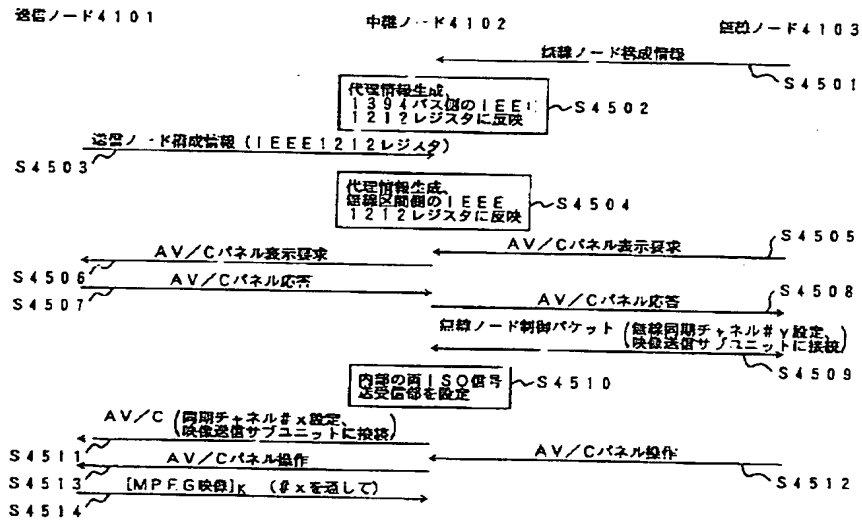 送信ノード4101
中継ノード4102
無線ノード4103
無線ノード構成情報
S4501
代理情報生成、
1394バス側のIEEE
1212レジスタに反映
S4502
送信ノード構成情報(IEEE1212レジスタ)
S4503
代理情報生成、
無線区間側のIEEE
1212レジスタに反映
S4504
S4505
AV/Cパネル表示要求
AV/Cパネル表示要求
S4506
AV/Cパネル応答
S4507
S4508
AV/Cパネル応答
無線ノード制御パケット(無線同期チャネル#y設定、
映像送信サブユニットに接続)
S4509
内部の両ISO信号
送受信部を設定
S4510
AV/C(同期チャネル#x設定、
映像送信サブユニットに接続)
S4511
AV/Cパネル操作
AV/Cパネル操作
S4512
S4513
[MPEG映像]K (#xを通して)
S4514